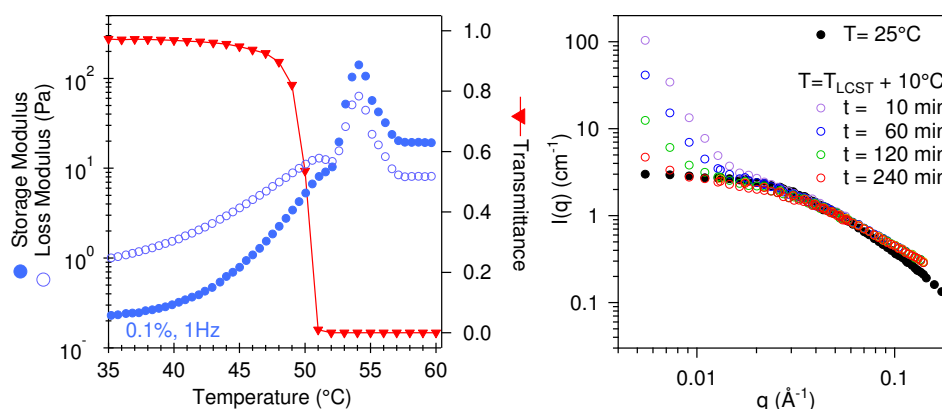 Storage Modulus
Loss Modulus (Pa)
10²
10¹
10⁰
10⁻¹
35
40
45
50
55
60
Temperature (°C)
0.1%, 1Hz
1.0
0.8
0.6
0.4
0.2
0.0
Transmittance
I(q) (cm⁻¹)
100
10
1
0.1
0.01
0.1
q (Å⁻¹)
T= 25°C
T=T_LCST + 10°C
t = 10 min
t = 60 min
t = 120 min
t = 240 min